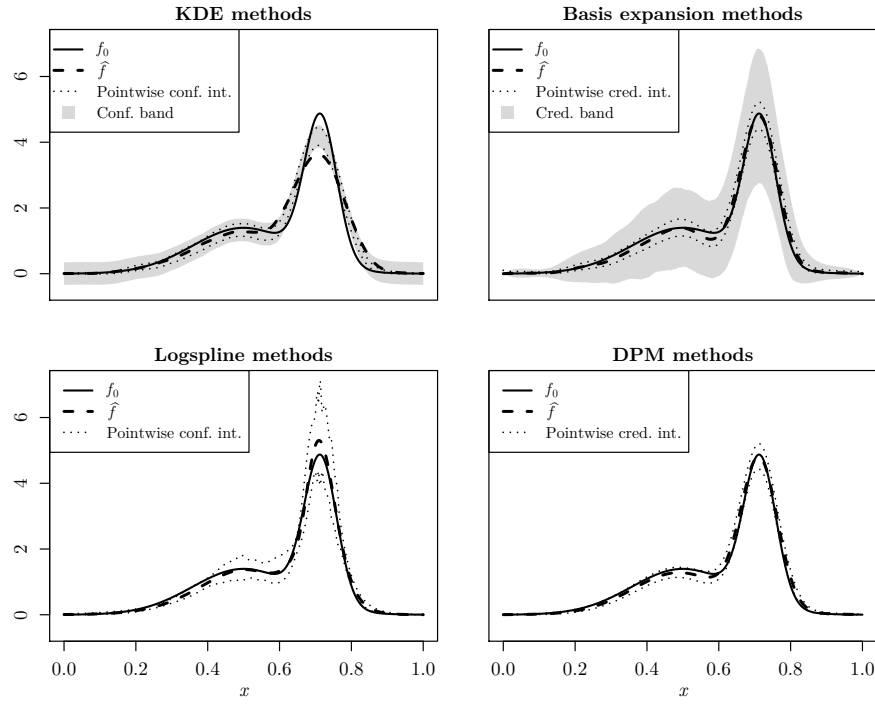 KDE methods
f₀
f̂
Pointwise conf. int.
Conf. band
0 2 4 6
Basis expansion methods
f₀
f̂
Pointwise cred. int.
Cred. band
Logspline methods
f₀
f̂
Pointwise conf. int.
0 2 4 6
0.0 0.2 0.4 0.6 0.8 1.0
x
DPM methods
f₀
f̂
Pointwise cred. int.
0.0 0.2 0.4 0.6 0.8 1.0
x